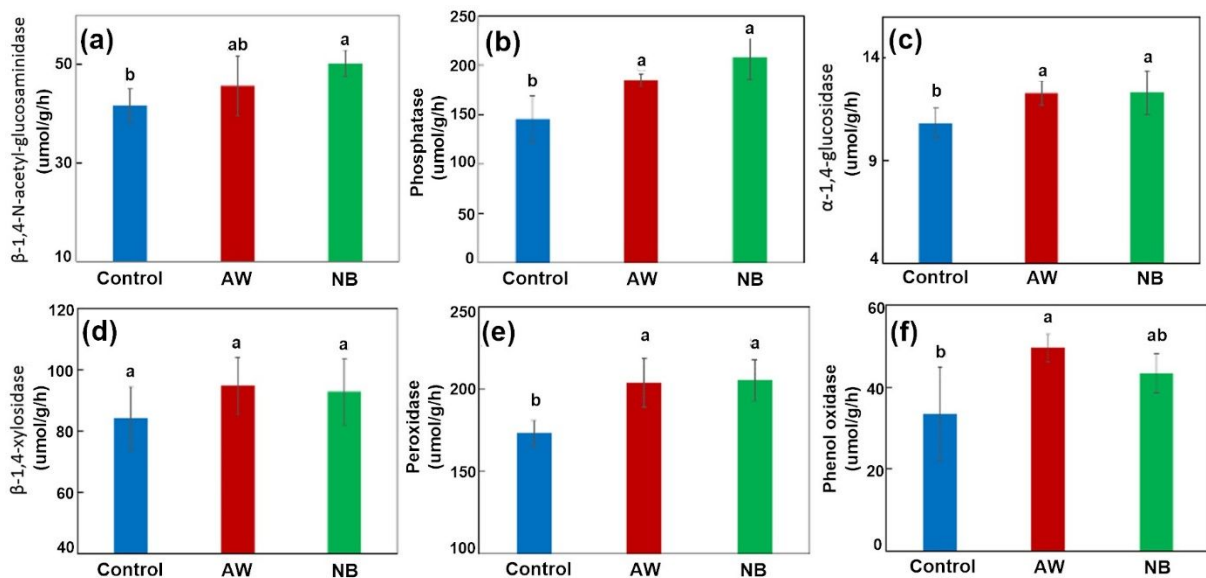 β-1,4-N-acetyl-glucosaminidase
(umol/g/h)
(a)
50
30
10
b
ab
a
Control AW NB
Phosphatase
(umol/g/h)
(b)
250
200
150
100
50
0
b
a
a
Control AW NB
α-1,4-glucosidase
(umol/g/h)
(c)
14
9
4
b
a
a
Control AW NB
β-1,4-xylosidase
(umol/g/h)
(d)
120
100
80
60
40
a
a
a
Control AW NB
Peroxidase
(umol/g/h)
(e)
250
200
150
100
b
a
a
Control AW NB
Phenol oxidase
(umol/g/h)
(f)
60
40
20
0
b
a
ab
Control AW NB